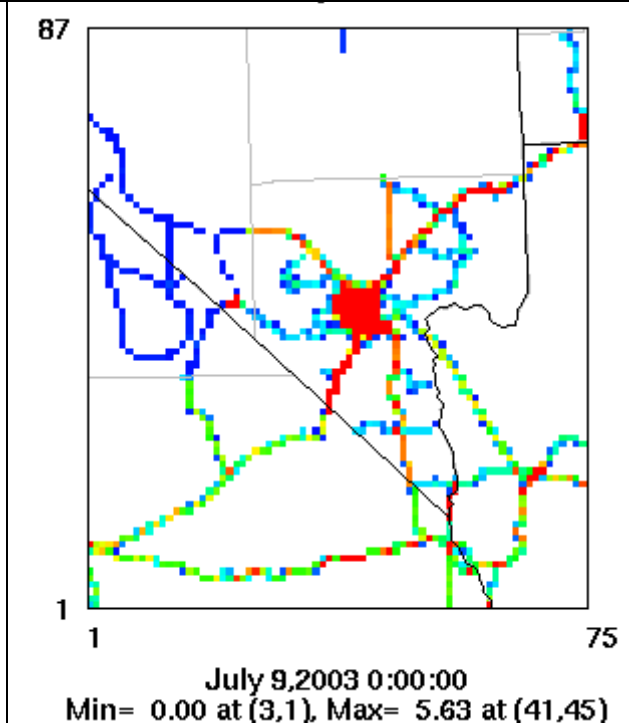 87
1
1 75
July 9,2003 0:00:00
Min= 0.00 at (3,1), Max= 5.63 at (41,45)